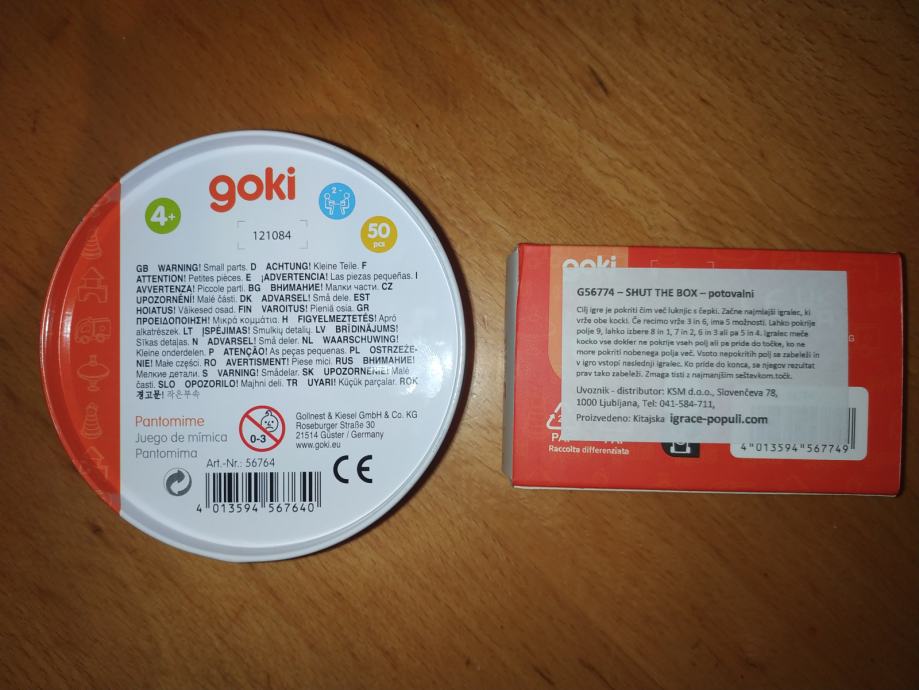 goki
4+
2 -
50
pcs
121084
GB WARNING! Small parts. D ACHTUNG! Kleine Teile. F
ATTENTION! Petites pièces. E ¡ADVERTENCIA! Las piezas pequeñas. I
AVVERTENZA! Piccole parti. BG ВНИМАНИЕ! Малки части. CZ
UPOZORNĚNÍ! Malé části. DK ADVARSEL! Små dele. EST
HOIATUS! Väikesed osad. FIN VAROITUS! Pieniä osia. GR
ΠΡΟΕΙΔΟΠΟΙΗΣΗ! Μικρά κομμάτια. H FIGYELMEZTETÉS! Apró
alkatrészek. LT ĮSPĖJIMAS! Smulkių detalių. LV BRĪDINĀJUMS!
Sīkas detaļas. N ADVARSEL! Små deler. NL WAARSCHUWING!
Kleine onderdelen. P ATENÇÃO! As peças pequenas. PL OSTRZEŻE-
NIE! Małe części. RO AVERTISMENT! Piese mici. RUS ВНИМАНИЕ!
Мелкие детали. S VARNING! Smådelar. SK UPOZORNENIE! Malé
časti. SLO OPOZORILO! Majhni deli. TR UYARI! Küçük parçalar. ROK
경고문! 작은부속
Pantomime
Juego de mímica
Pantomima
0-3
Gollnest & Kiesel GmbH & Co. KG
Roseburger Straße 30
21514 Güster / Germany
www.goki.eu
Art.-Nr.: 56764
CE
4 013594 567640
goki
G56774 – SHUT THE BOX – potovalni
Cilj igre je pokriti čim več luknjic s čepki. Začne najmlajši igralec, ki
vrže obe kocki. Če recimo vrže 3 in 6, ima 5 možnosti. Lahko pokrije
polje 9, lahko izbere 8 in 1, 7 in 2, 6 in 3 ali pa 5 in 4. Igralec meče
kocko vse dokler ne pokrije vseh polj ali pa pride do točke, ko ne
more pokriti nobenega polja več. Vsoto nepokritih polj se zabeleži in
v igro vstopi naslednji igralec. Ko pride do konca, se njegov rezultat
prav tako zabeleži. Zmaga tisti z najmanjšim seštevkom točk.
Uvoznik - distributor: KSM d.o.o., Slovenčeva 78,
1000 Ljubljana, Tel: 041-584-711,
Proizvedeno: Kitajska igrace-populi.com
Raccolta differenziata
4 013594 567749